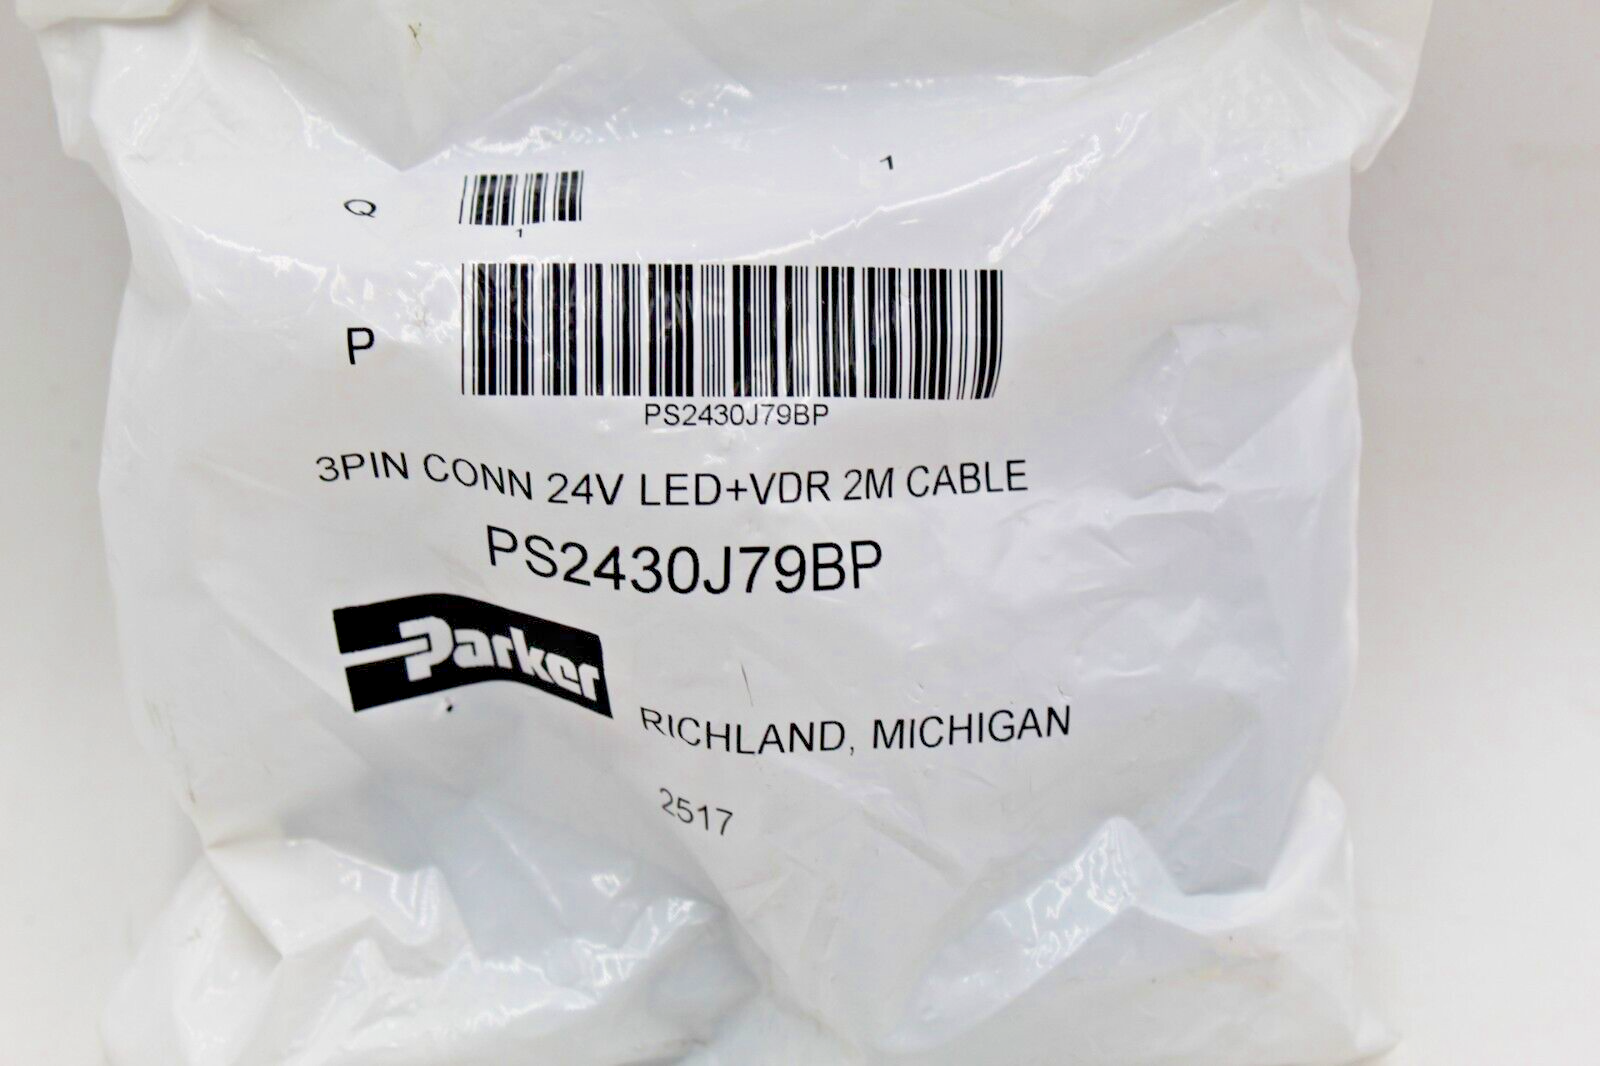 Q 1
1
P
PS2430J79BP
3PIN CONN 24V LED+VDR 2M CABLE
PS2430J79BP
Parker RICHLAND, MICHIGAN
2517